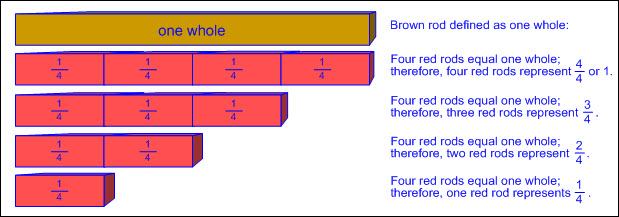 one whole
Brown rod defined as one whole:
1/4 1/4 1/4 1/4
Four red rods equal one whole;
therefore, four red rods represent 4/4 or 1.
1/4 1/4 1/4
Four red rods equal one whole;
therefore, three red rods represent 3/4.
1/4 1/4
Four red rods equal one whole;
therefore, two red rods represent 2/4.
1/4
Four red rods equal one whole;
therefore, one red rod represents 1/4.